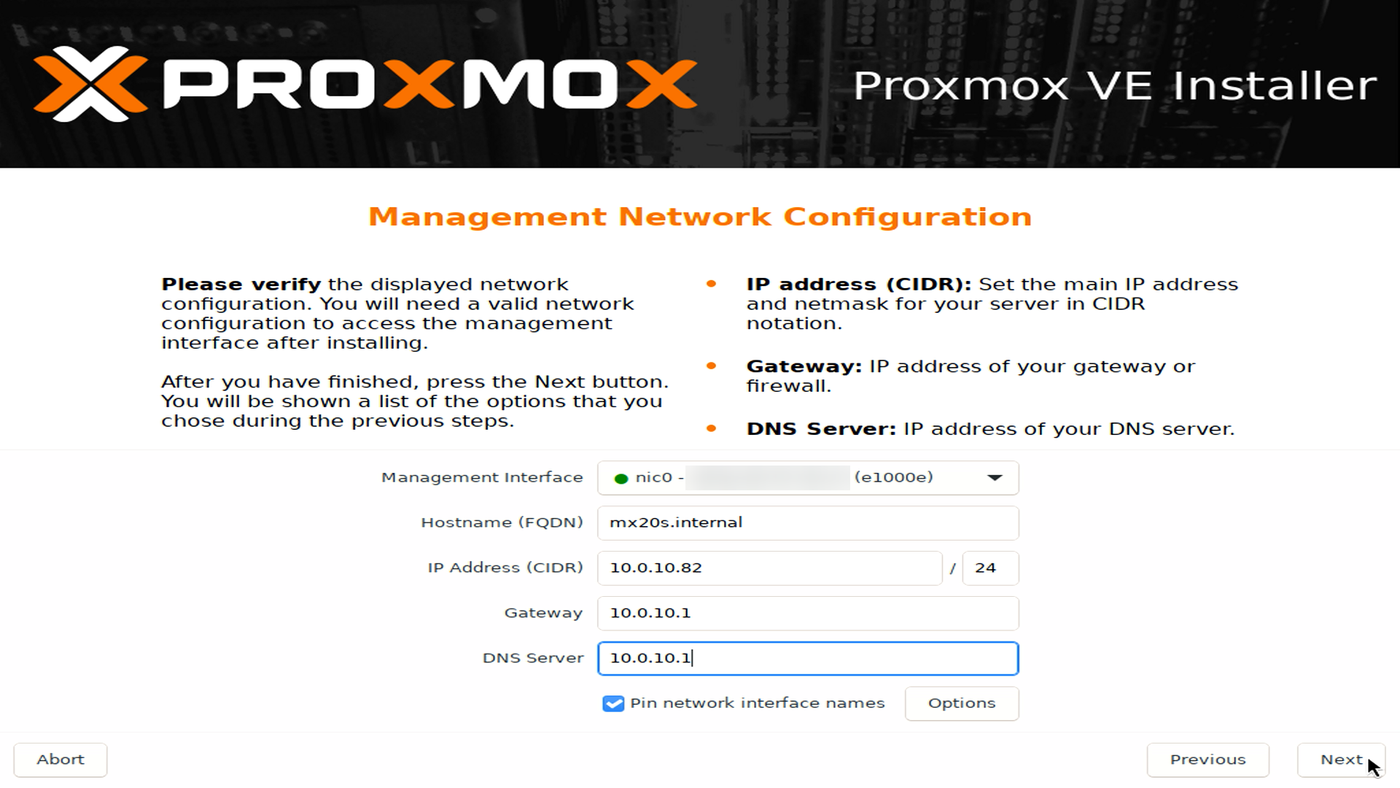 PROXMOX
Proxmox VE Installer
Management Network Configuration
Please verify the displayed network
configuration. You will need a valid network
configuration to access the management
interface after installing.
After you have finished, press the Next button.
You will be shown a list of the options that you
chose during the previous steps.
• IP address (CIDR): Set the main IP address
and netmask for your server in CIDR
notation.
• Gateway: IP address of your gateway or
firewall.
• DNS Server: IP address of your DNS server.
Management Interface nic0 - (e1000e)
Hostname (FQDN) mx20s.internal
IP Address (CIDR) 10.0.10.82 / 24
Gateway 10.0.10.1
DNS Server 10.0.10.1
Pin network interface names Options
Abort Previous Next